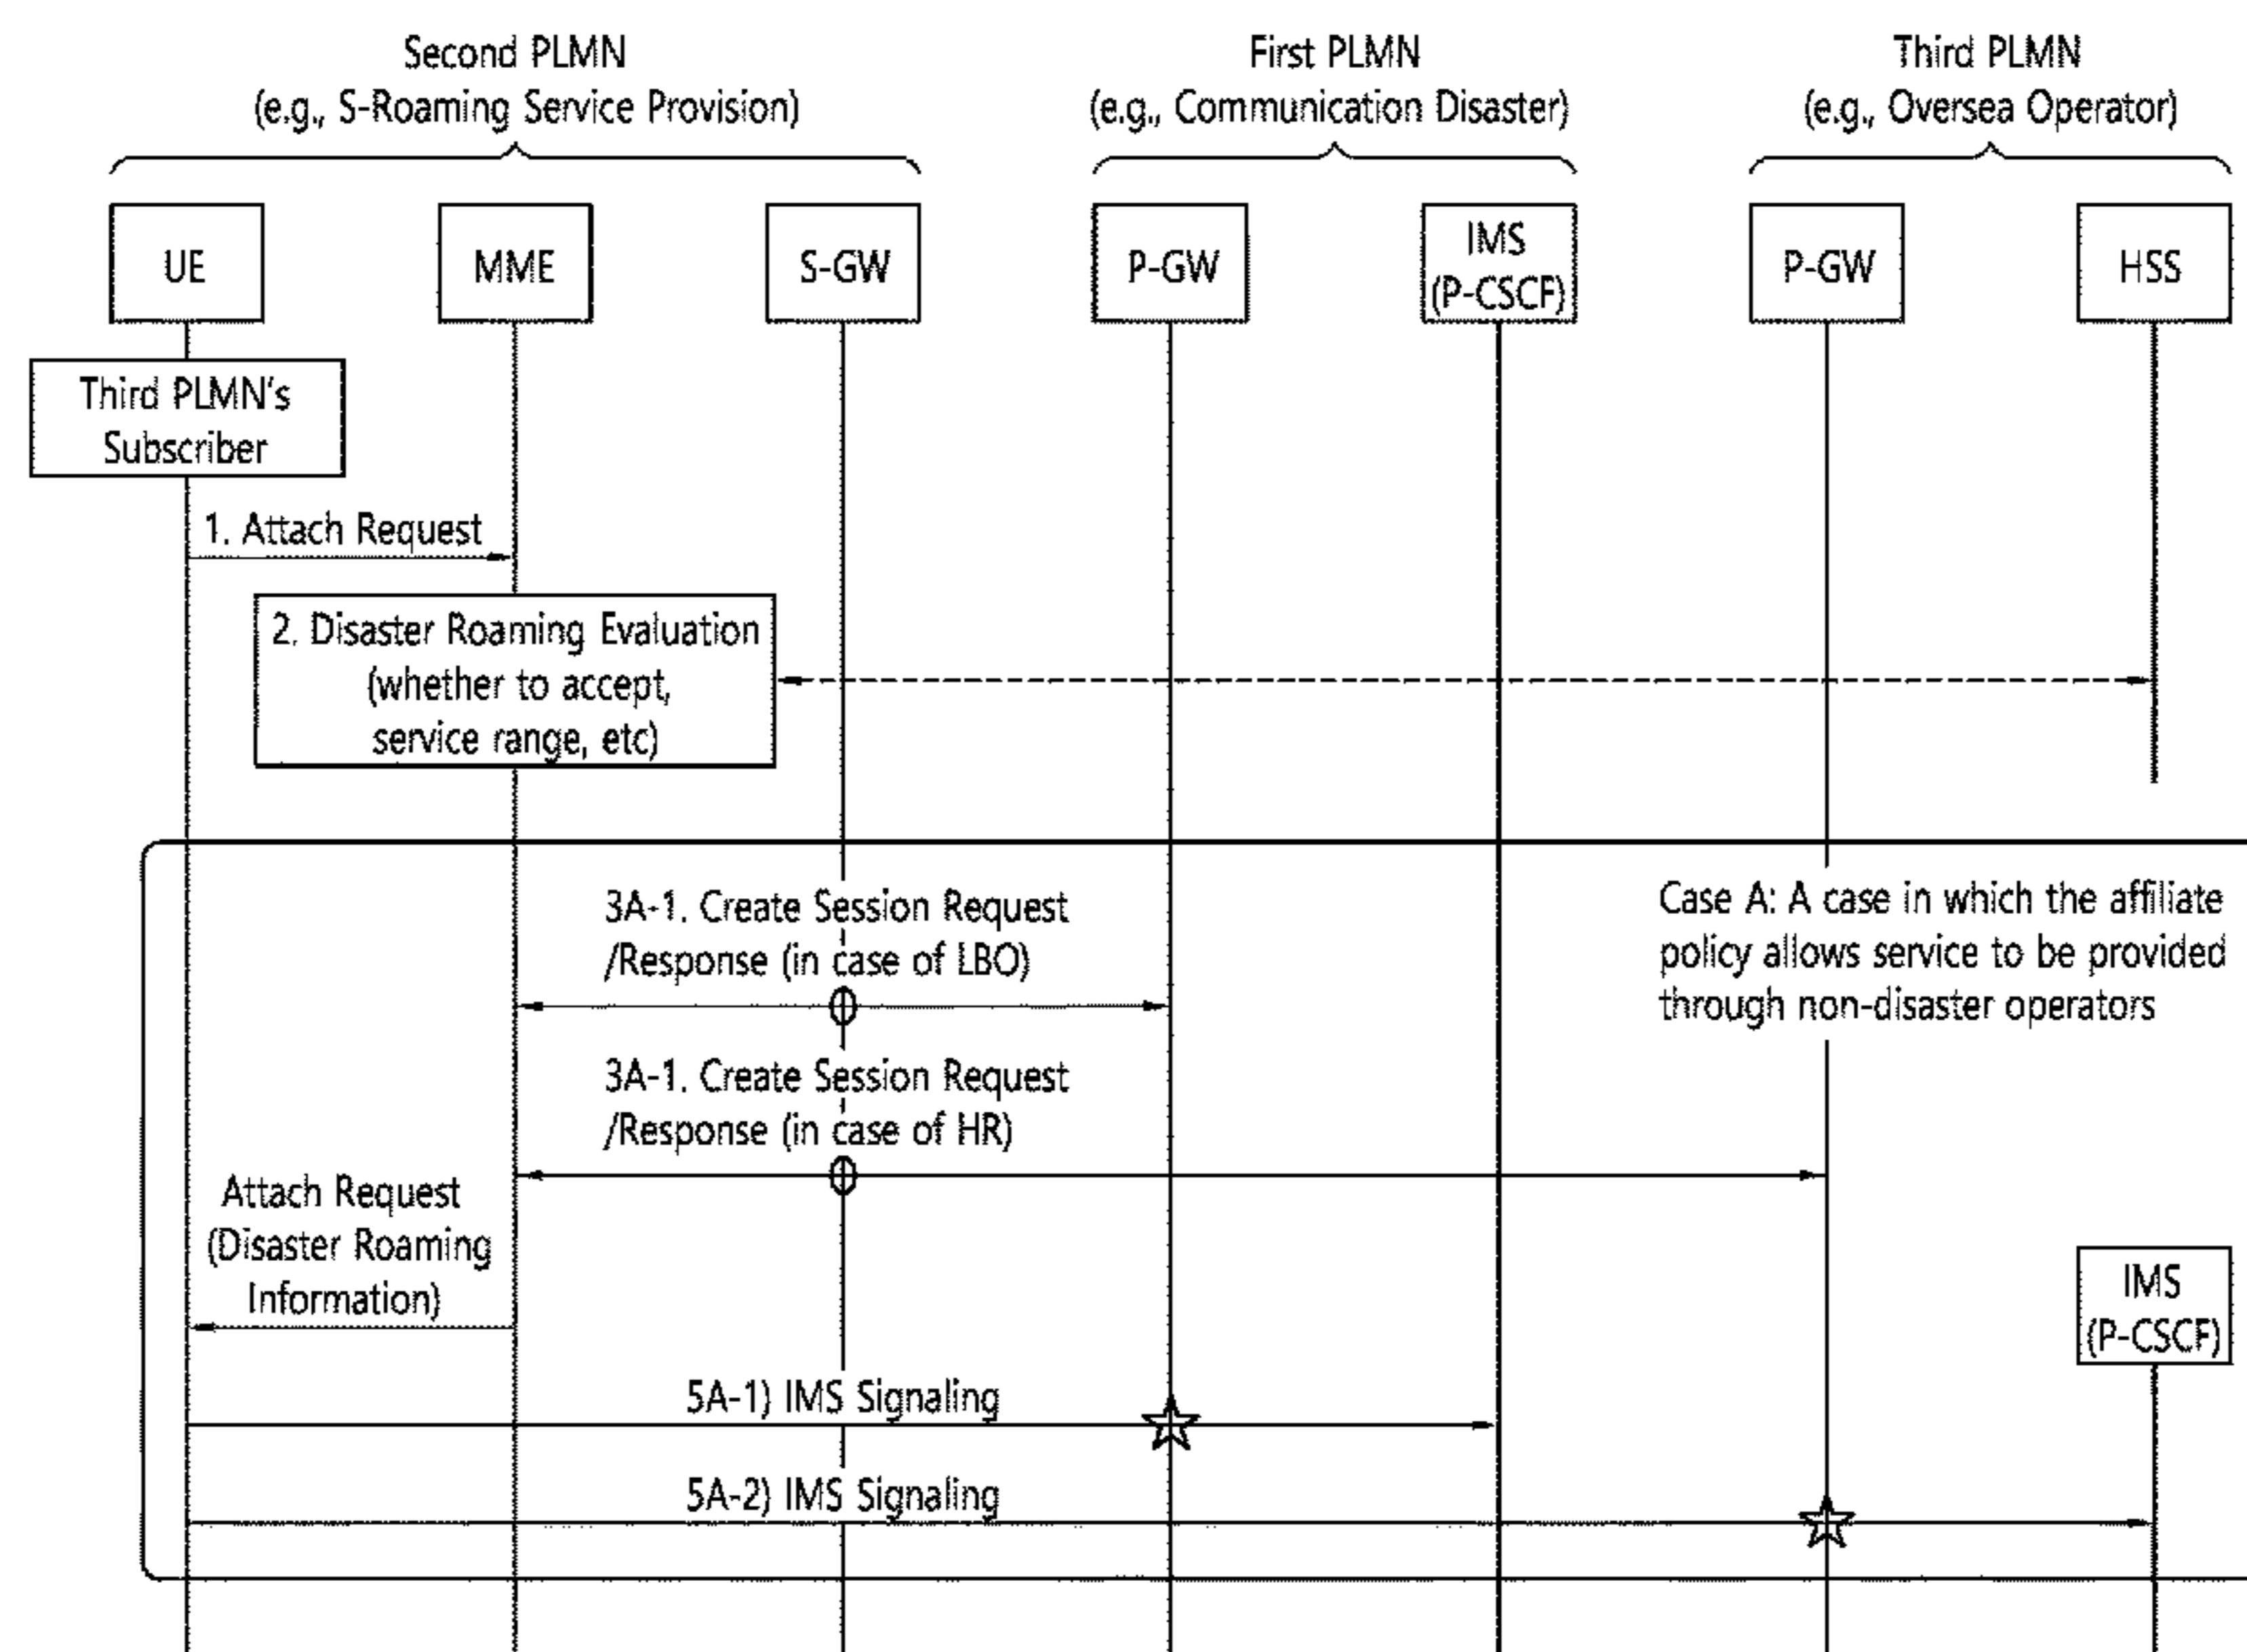 Second PLMN
(e.g., S-Roaming Service Provision)
First PLMN
(e.g., Communication Disaster)
Third PLMN
(e.g., Oversea Operator)
UE
MME
S-GW
P-GW
IMS
(P-CSCF)
P-GW
HSS
Third PLMN's
Subscriber
1. Attach Request
2. Disaster Roaming Evaluation
(whether to accept,
service range, etc)
3A-1. Create Session Request
/Response (in case of LBO)
Case A: A case in which the affiliate
policy allows service to be provided
through non-disaster operators
3A-1. Create Session Request
/Response (in case of HR)
Attach Request
(Disaster Roaming
Information)
IMS
(P-CSCF)
5A-1) IMS Signaling
5A-2) IMS Signaling